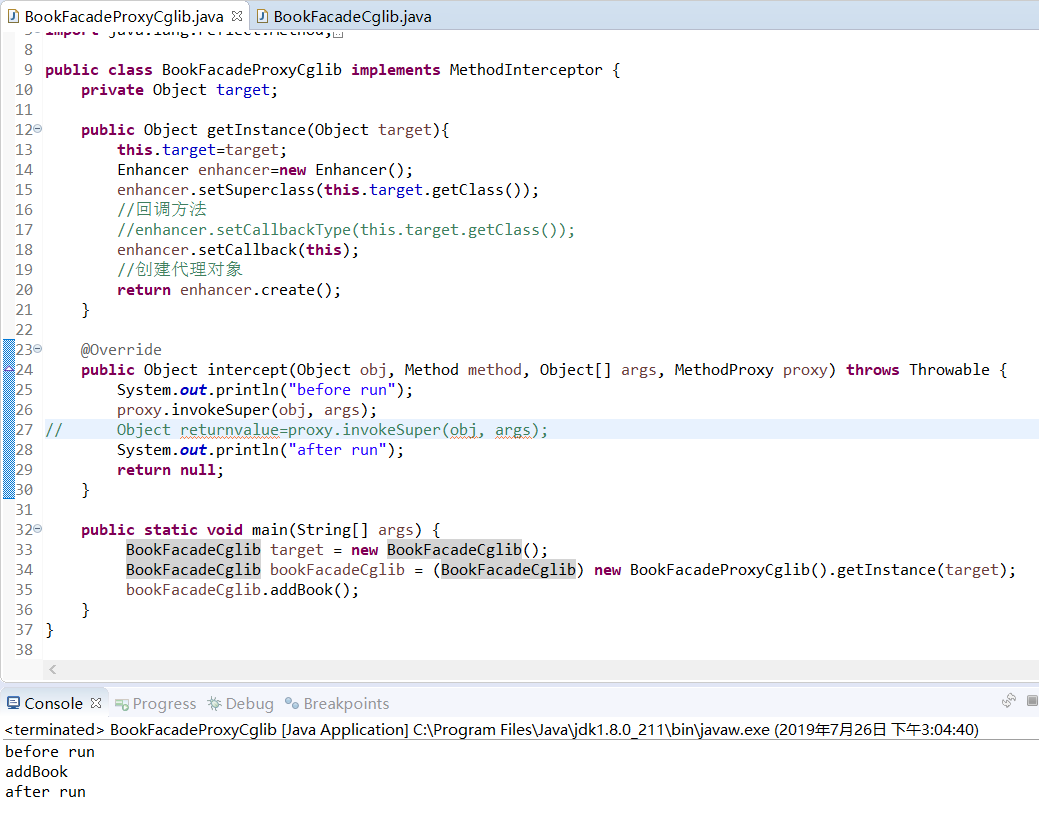 BookFacadeProxyCglib.java BookFacadeCglib.java
import java.lang.reflect.Method;
8
9 public class BookFacadeProxyCglib implements MethodInterceptor {
10 private Object target;
11
12 public Object getInstance(Object target){
13 this.target=target;
14 Enhancer enhancer=new Enhancer();
15 enhancer.setSuperclass(this.target.getClass());
16 //回调方法
17 //enhancer.setCallbackType(this.target.getClass());
18 enhancer.setCallback(this);
19 //创建代理对象
20 return enhancer.create();
21 }
22
23 @Override
24 public Object intercept(Object obj, Method method, Object[] args, MethodProxy proxy) throws Throwable {
25 System.out.println("before run");
26 proxy.invokeSuper(obj, args);
27 // Object returnvalue=proxy.invokeSuper(obj, args);
28 System.out.println("after run");
29 return null;
30 }
31
32 public static void main(String[] args) {
33 BookFacadeCglib target = new BookFacadeCglib();
34 BookFacadeCglib bookFacadeCglib = (BookFacadeCglib) new BookFacadeProxyCglib().getInstance(target);
35 bookFacadeCglib.addBook();
36 }
37 }
38
Console Progress Debug Breakpoints
<terminated> BookFacadeProxyCglib [Java Application] C:\Program Files\Java\jdk1.8.0_211\bin\javaw.exe (2019年7月26日 下午3:04:40)
before run
addBook
after run